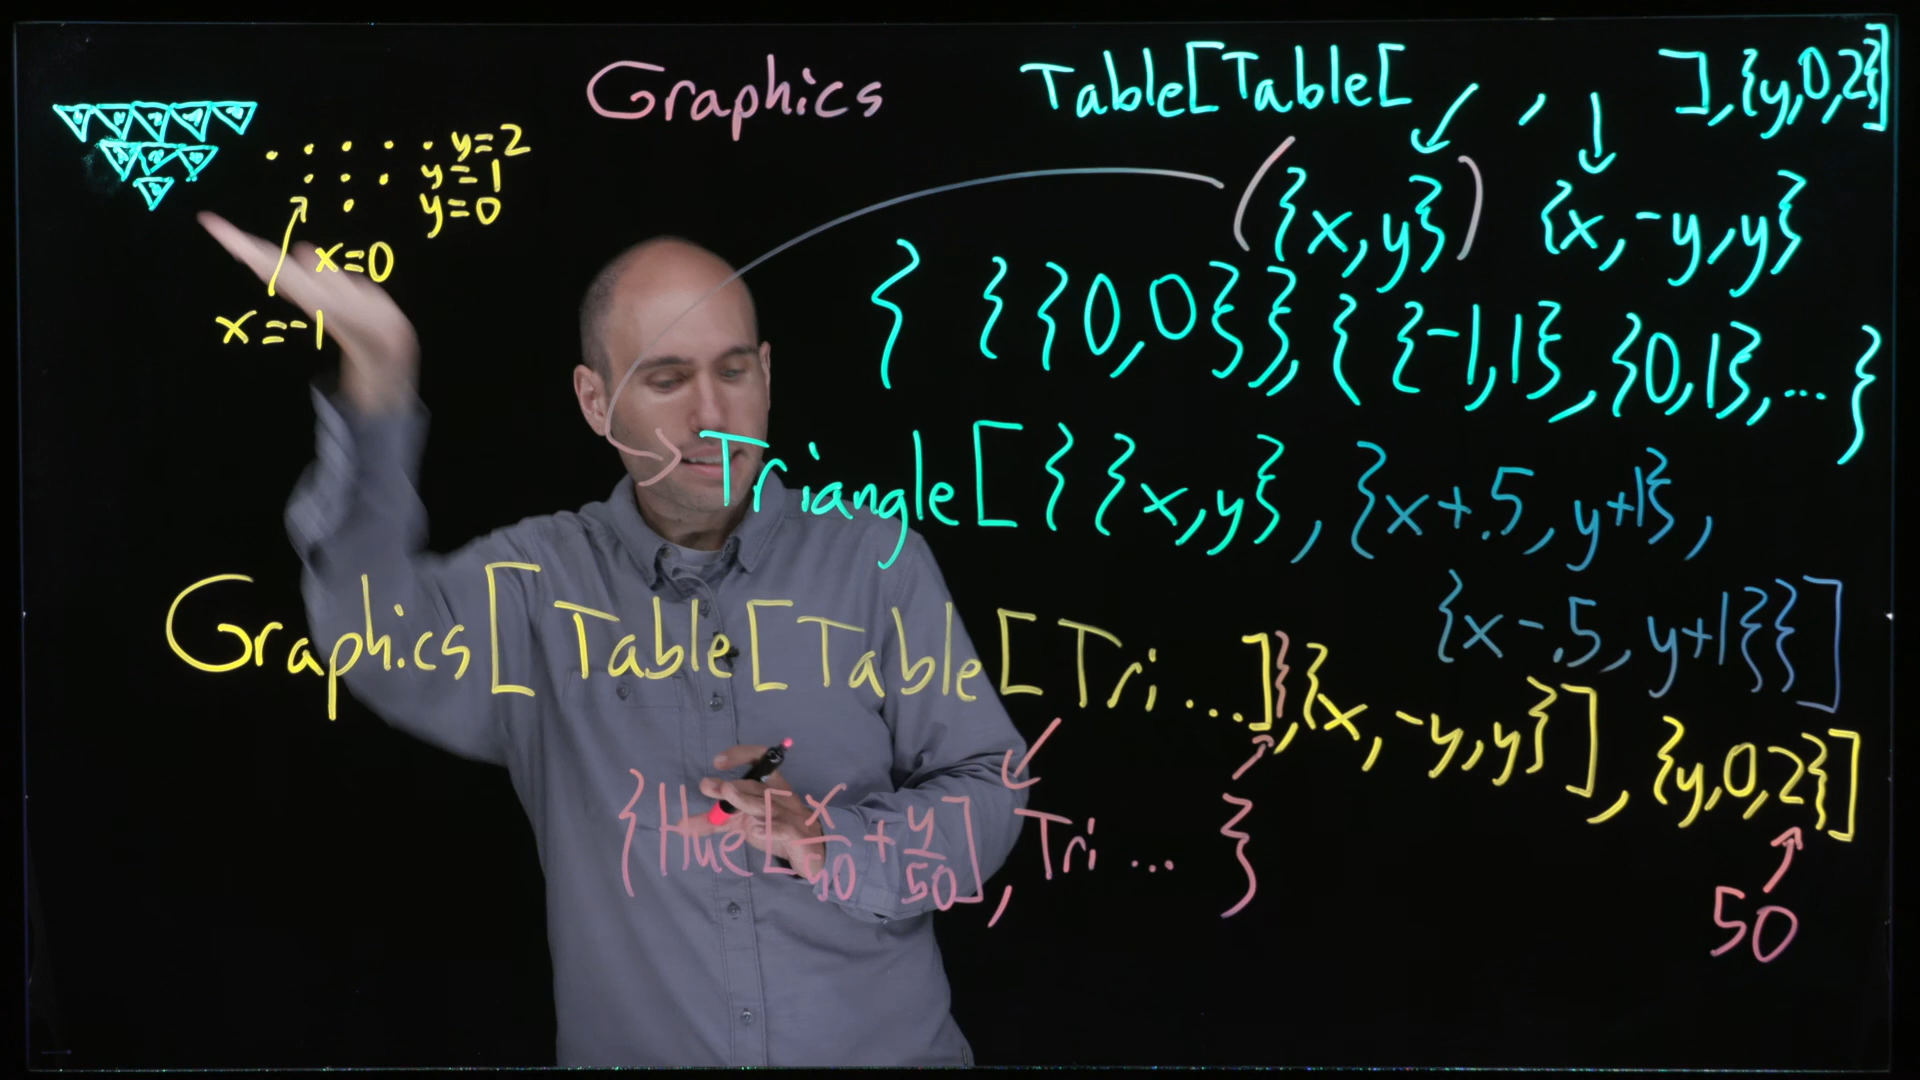 Graphics
Table[Table[ , ],{y,0,2}]
y=2
y=1
y=0
x=0
x=-1
({x,y}) {x,-y,y}
{ {{0,0}},{{-1,1},{0,1},... }
Triangle[{{x,y},{x+.5,y+1},
{x-.5,y+1}}]
Graphics[Table[Table[Tri...]},{x,-y,y}],{y,0,2}]
{Hue[x/50+y/50],Tri... }
50